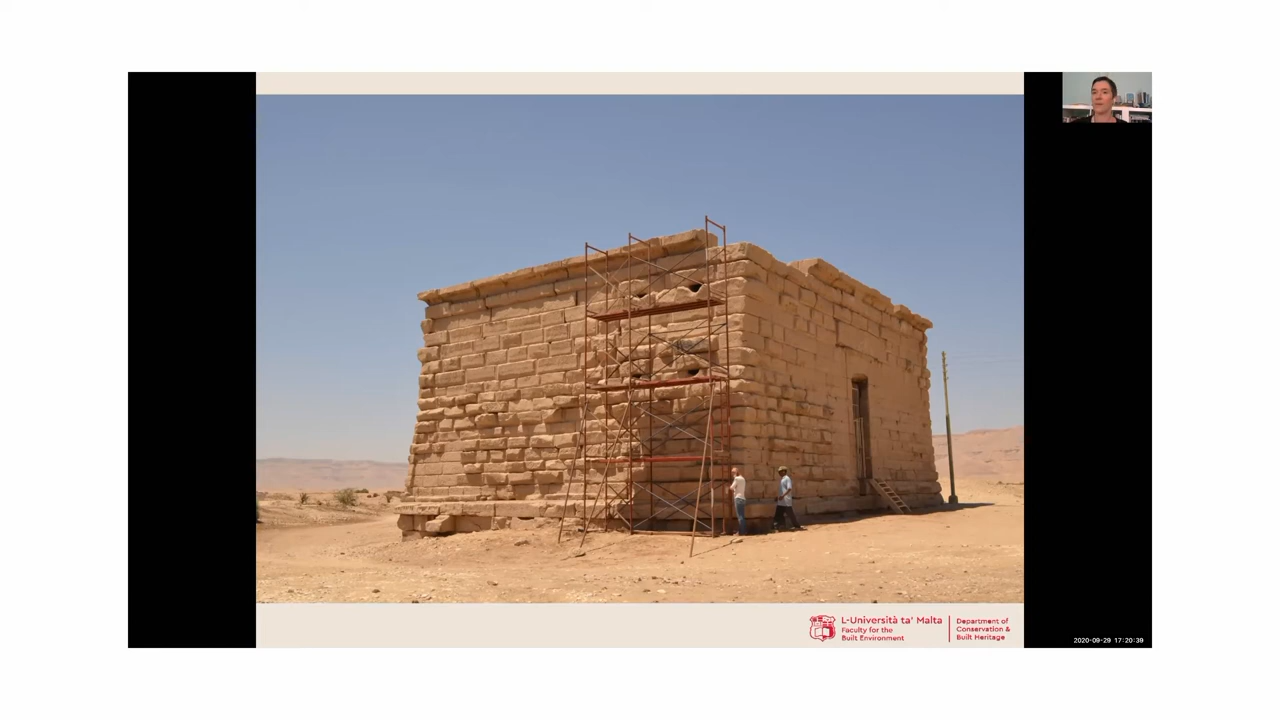 L-Università ta' Malta
Faculty for the
Built Environment
Department of
Conservation &
Built Heritage
2020-09-29 17:20:39